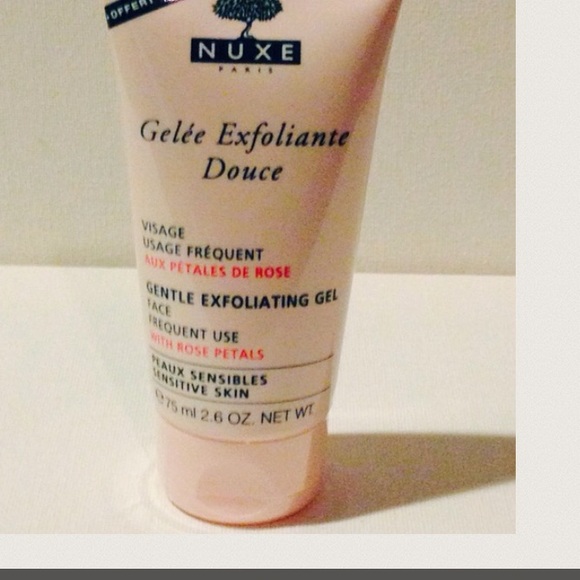 OFFERT
NUXE
PARIS
Gelée Exfoliante
Douce
VISAGE
USAGE FRÉQUENT
AUX PÉTALES DE ROSE
GENTLE EXFOLIATING GEL
FACE
FREQUENT USE
WITH ROSE PETALS
PEAUX SENSIBLES
SENSITIVE SKIN
℮75 ml 2.6 OZ. NET WT.